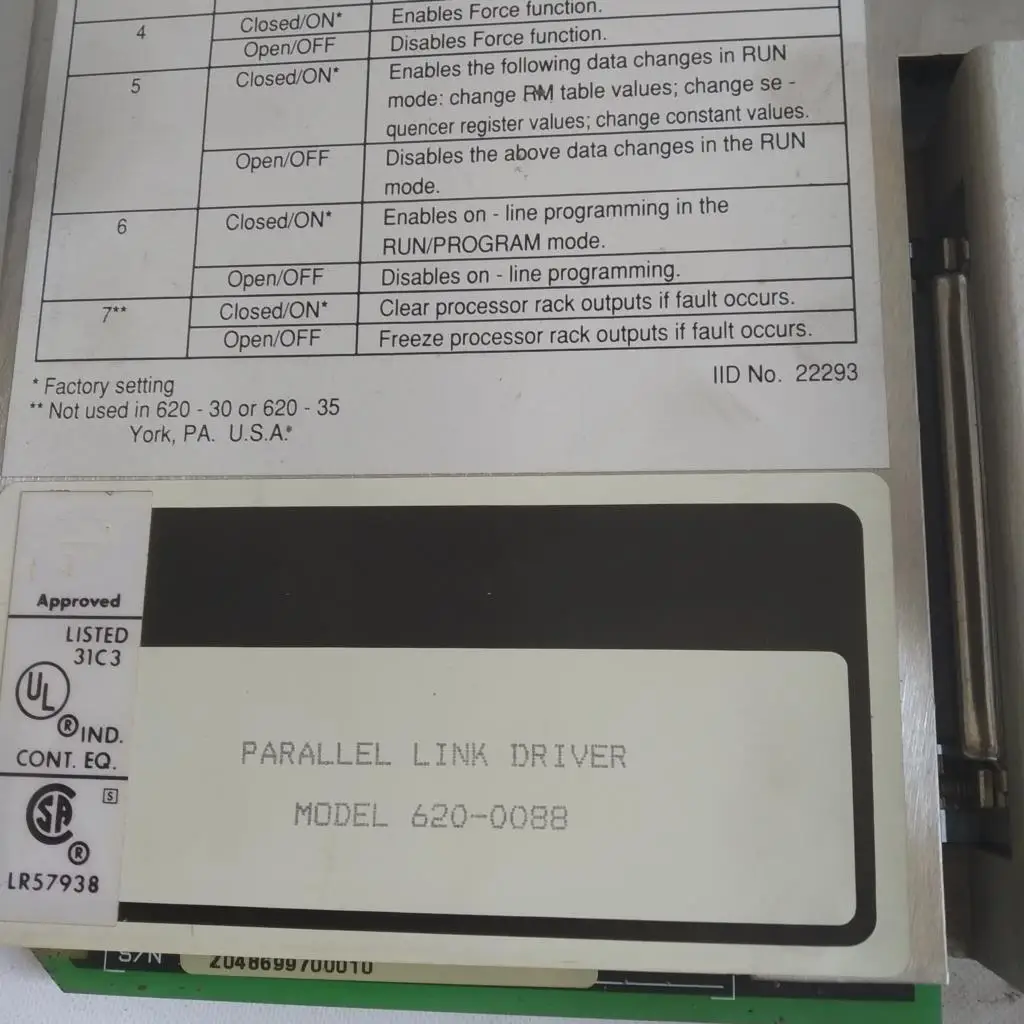 4 Closed/ON* Enables Force function.
Open/OFF Disables Force function.
5 Closed/ON* Enables the following data changes in RUN
mode: change RM table values; change se -
quencer register values; change constant values.
Open/OFF Disables the above data changes in the RUN
mode.
6 Closed/ON* Enables on - line programming in the
RUN/PROGRAM mode.
Open/OFF Disables on - line programming.
7** Closed/ON* Clear processor rack outputs if fault occurs.
Open/OFF Freeze processor rack outputs if fault occurs.
* Factory setting
IID No. 22293
** Not used in 620 - 30 or 620 - 35
York, PA. U.S.A.
Approved
LISTED
31C3
UL
® IND.
CONT. EQ.
SA
S
®
LR57938
PARALLEL LINK DRIVER
MODEL 620-0088
S/N 2048699700010